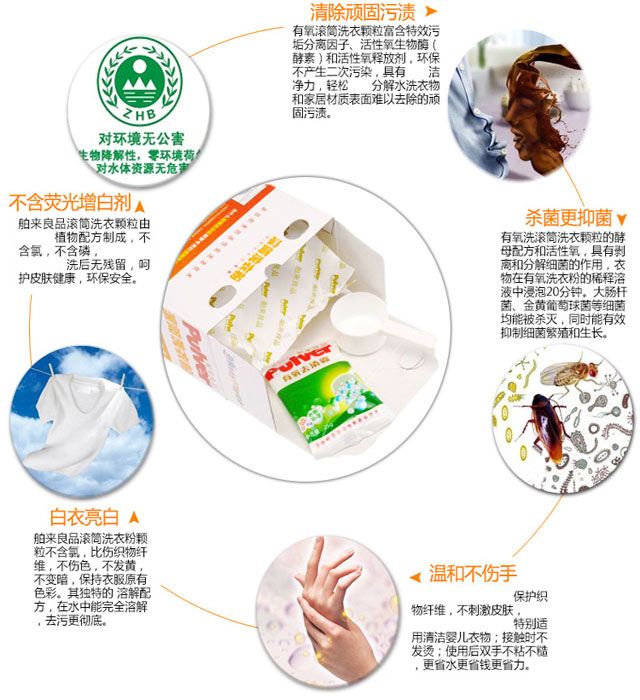 清除顽固污渍
有氧滚筒洗衣颗粒富含特效污
垢分离因子、活性氧生物酶（
酵素）和活性氧释放剂，环保
不产生二次污染，具有 洁
净力，轻松 分解水洗衣物
和家居材质表面难以去除的顽
固污渍。
ZHB
对环境无公害
生物降解性，零环境荷
对水体资源无危害
不含荧光增白剂
舶来良品滚筒洗衣颗粒由
植物配方制成，不
含氯，不含磷，
洗后无残留，呵
护皮肤健康，环保安全。
杀菌更抑菌
有氧洗滚筒洗衣颗粒的酵
母配方和活性氧，具有剥
离和分解细菌的作用，衣
物在有氧洗衣粉的稀释溶
液中浸泡20分钟。大肠杆
菌、金黄葡萄球菌等细菌
均能被杀灭，同时能有效
抑制细菌繁殖和生长。
Pulver
Pulver
有氧去渍霸
25g
白衣亮白
舶来良品滚筒洗衣粉颗
粒不含氯，比伤织物纤
维，不伤色，不发黄，
不变暗，保持衣服原有
色彩。其独特的 溶解配
方，在水中能完全溶解
，去污更彻底。
温和不伤手
保护织
物纤维，不刺激皮肤，
特别适
用清洁婴儿衣物；接触时不
发烫；使用后双手不粘不糙
，更省水更省钱更省力。